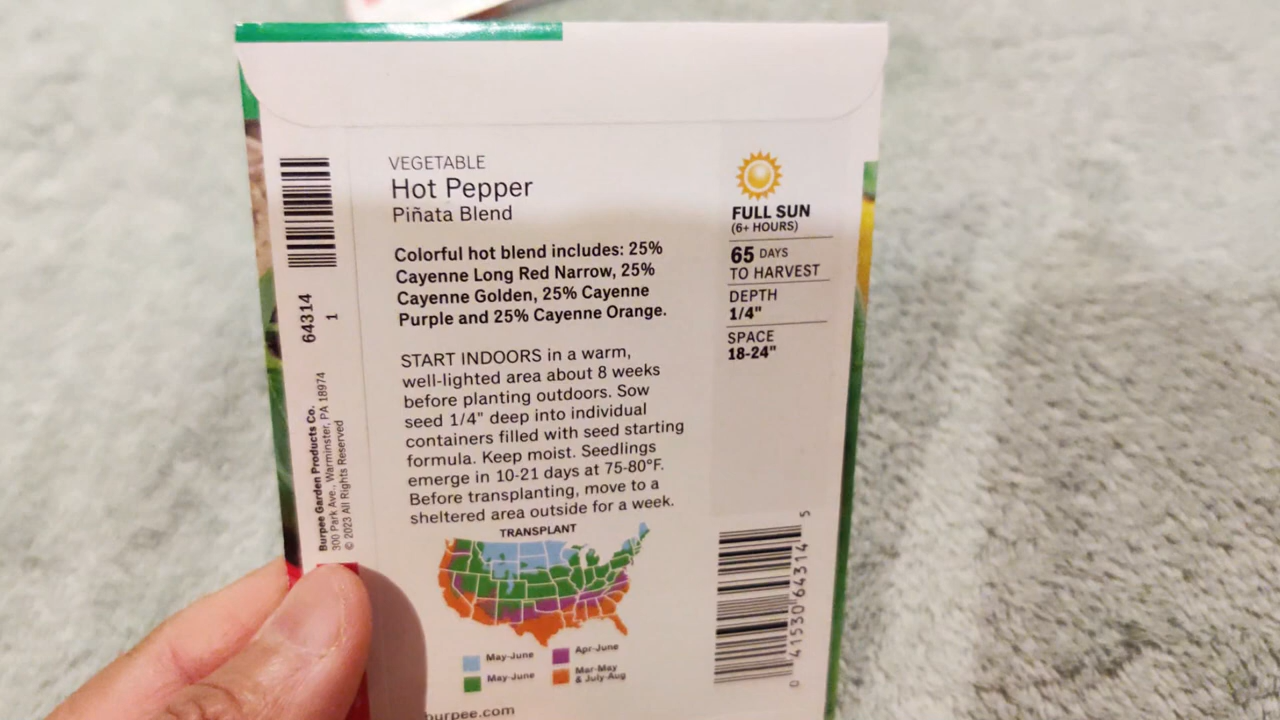 VEGETABLE
Hot Pepper
Piñata Blend
Colorful hot blend includes: 25%
Cayenne Long Red Narrow, 25%
Cayenne Golden, 25% Cayenne
Purple and 25% Cayenne Orange.
START INDOORS in a warm,
well-lighted area about 8 weeks
before planting outdoors. Sow
seed 1/4" deep into individual
containers filled with seed starting
formula. Keep moist. Seedlings
emerge in 10-21 days at 75-80°F.
Before transplanting, move to a
sheltered area outside for a week.
TRANSPLANT
May-June
May-June
Apr-June
Mar-May
& July-Aug
burpee.com
FULL SUN
(6+ HOURS)
65 DAYS
TO HARVEST
DEPTH
1/4"
SPACE
18-24"
64314
1
Burpee Garden Products Co.
300 Park Ave., Warminster, PA 18974
© 2023 All Rights Reserved
0 41530 64314 5